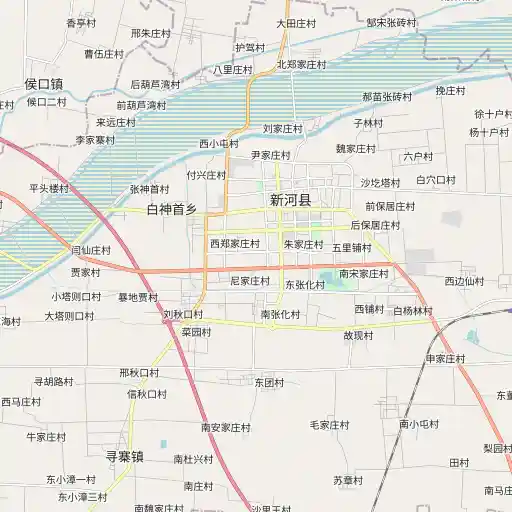 香亭村
邢朱庄村
大田庄村
郜宋张砖村
曹伍庄村
护驾村
八里庄村
北郑家庄村
侯口镇
后葫芦湾村
挽庄村
侯口二村
前葫芦湾村
郝苗张砖村
徐十户村
来远庄村
刘家庄村
子林村
杨十户村
李家寨村
西小屯村
尹家庄村
魏家庄村
六户村
付兴庄村
平头楼村
张神首村
沙圪塔村
白穴口村
白神首乡
新河县
前保居庄村
后保居庄村
闫仙庄村
西郑家庄村
朱家庄村
五里铺村
贾家村
南宋家庄村
尼家庄村
东张化村
西边仙村
小塔则口村
暴地贾村
大塔则口村
刘秋口村
南张化村
西铺村
白杨林村
菜园村
故现村
申家庄村
邢秋口村
寻胡路村
东团村
信秋口村
西马庄村
南安家庄村
毛家庄村
南小屯村
牛家庄村
寻寨镇
南杜兴村
田村
梨园村
东小漳一村
南庄村
苏章村
南马庄
东小漳三村
南魏家庄村
沙里王村